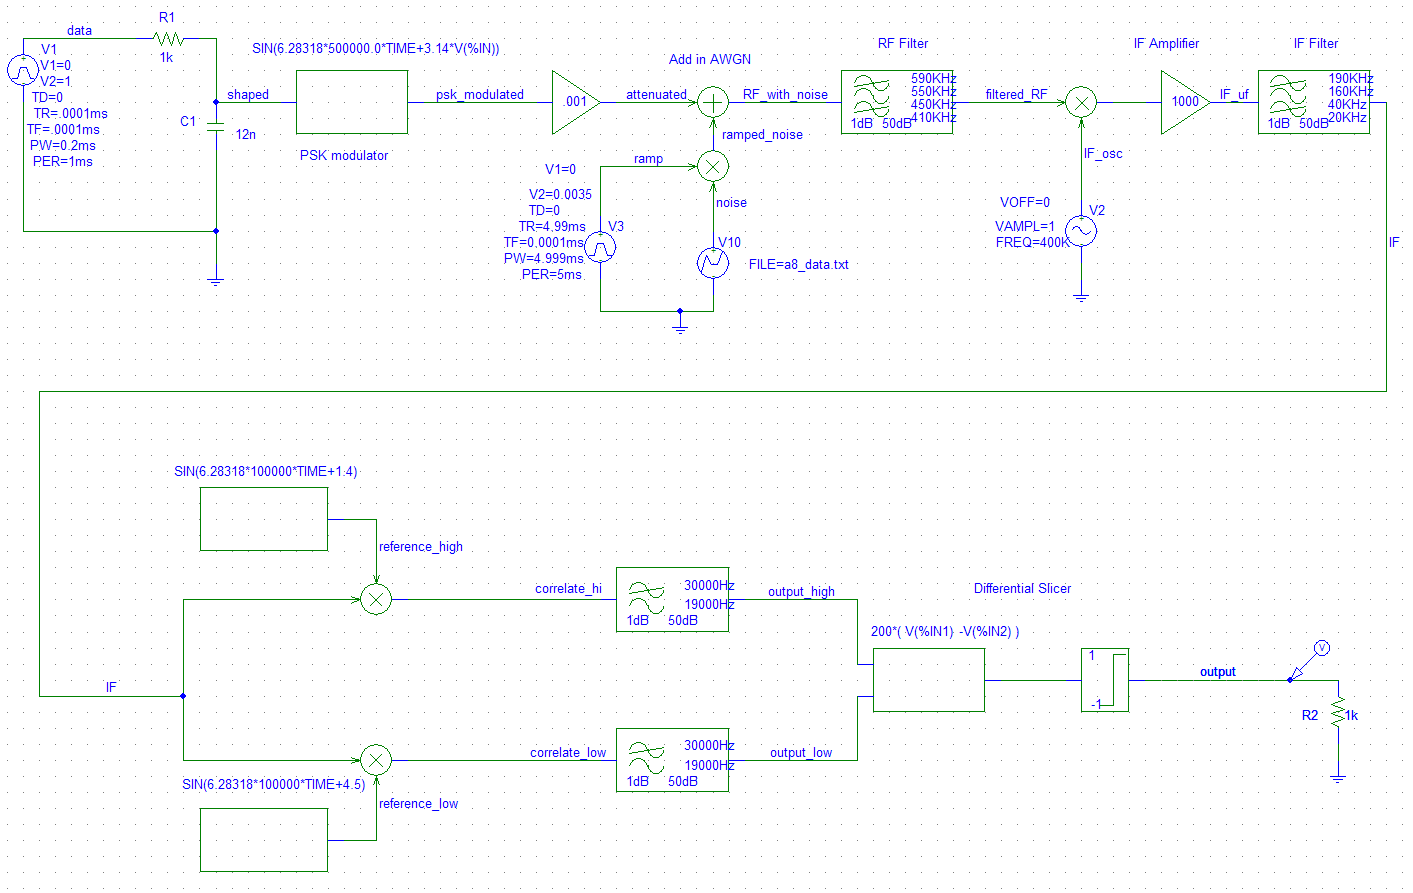 data
R1
1k
V1
V1=0
V2=1
TD=0
TR=.0001ms
TF=.0001ms
PW=0.2ms
PER=1ms
C1
12n
shaped
SIN(6.28318*500000.0*TIME+3.14*V(%IN))
PSK modulator
psk_modulated
.001
attenuated
Add in AWGN
RF_with_noise
ramped_noise
ramp
noise
V1=0
V2=0.0035
TD=0
TR=4.99ms
TF=0.0001ms
PW=4.999ms
PER=5ms
V3
V10
FILE=a8_data.txt
RF Filter
590KHz
550KHz
450KHz
410KHz
1dB 50dB
filtered_RF
IF_osc
VOFF=0
VAMPL=1
FREQ=400K
V2
IF Amplifier
1000
IF_uf
IF Filter
190KHz
160KHz
40KHz
20KHz
1dB 50dB
IF
SIN(6.28318*100000*TIME+1.4)
reference_high
correlate_hi
30000Hz
19000Hz
1dB 50dB
output_high
Differential Slicer
200*( V(%IN1) -V(%IN2) )
1
-1
output
V
R2
1k
IF
correlate_low
30000Hz
19000Hz
1dB 50dB
output_low
SIN(6.28318*100000*TIME+4.5)
reference_low